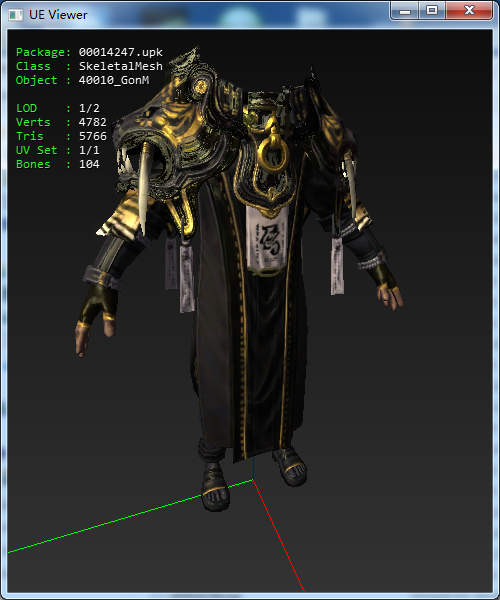 UE Viewer
Package: 00014247.upk
Class : SkeletalMesh
Object : 40010_GonM
LOD : 1/2
Verts : 4782
Tris : 5766
UV Set : 1/1
Bones : 104